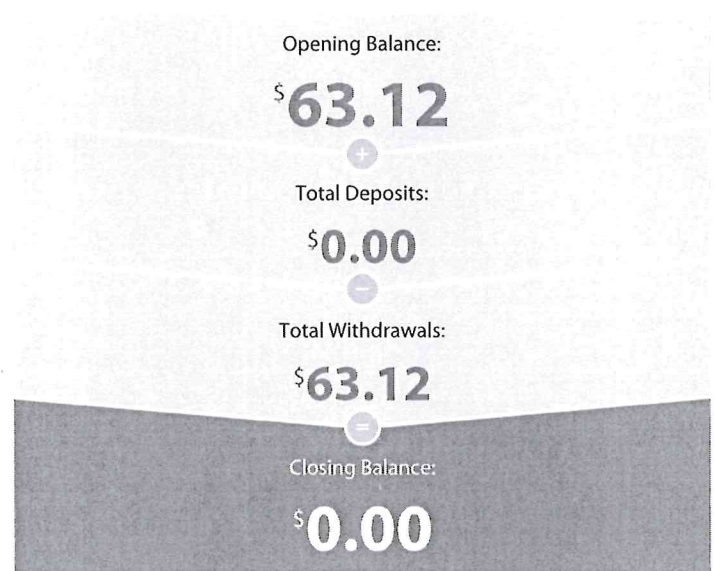 Opening Balance:
$63.12
+
Total Deposits:
$0.00
−
Total Withdrawals:
$63.12
=
Closing Balance:
$0.00